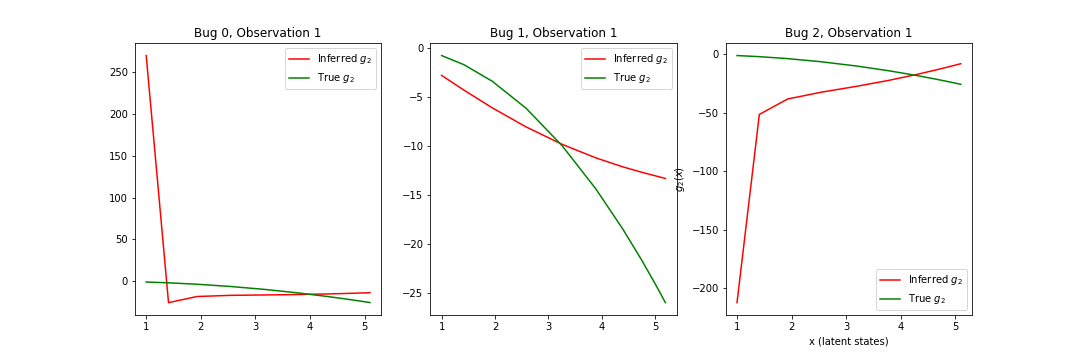 Bug 0, Observation 1
Inferred g₂
True g₂
250
200
150
100
50
0
1
2
3
4
5
Bug 1, Observation 1
Inferred g₂
True g₂
0
−5
−10
−15
−20
−25
1
2
3
4
5
Bug 2, Observation 1
g₂(x)
0
−50
−100
−150
−200
Inferred g₂
True g₂
1
2
3
4
5
x (latent states)